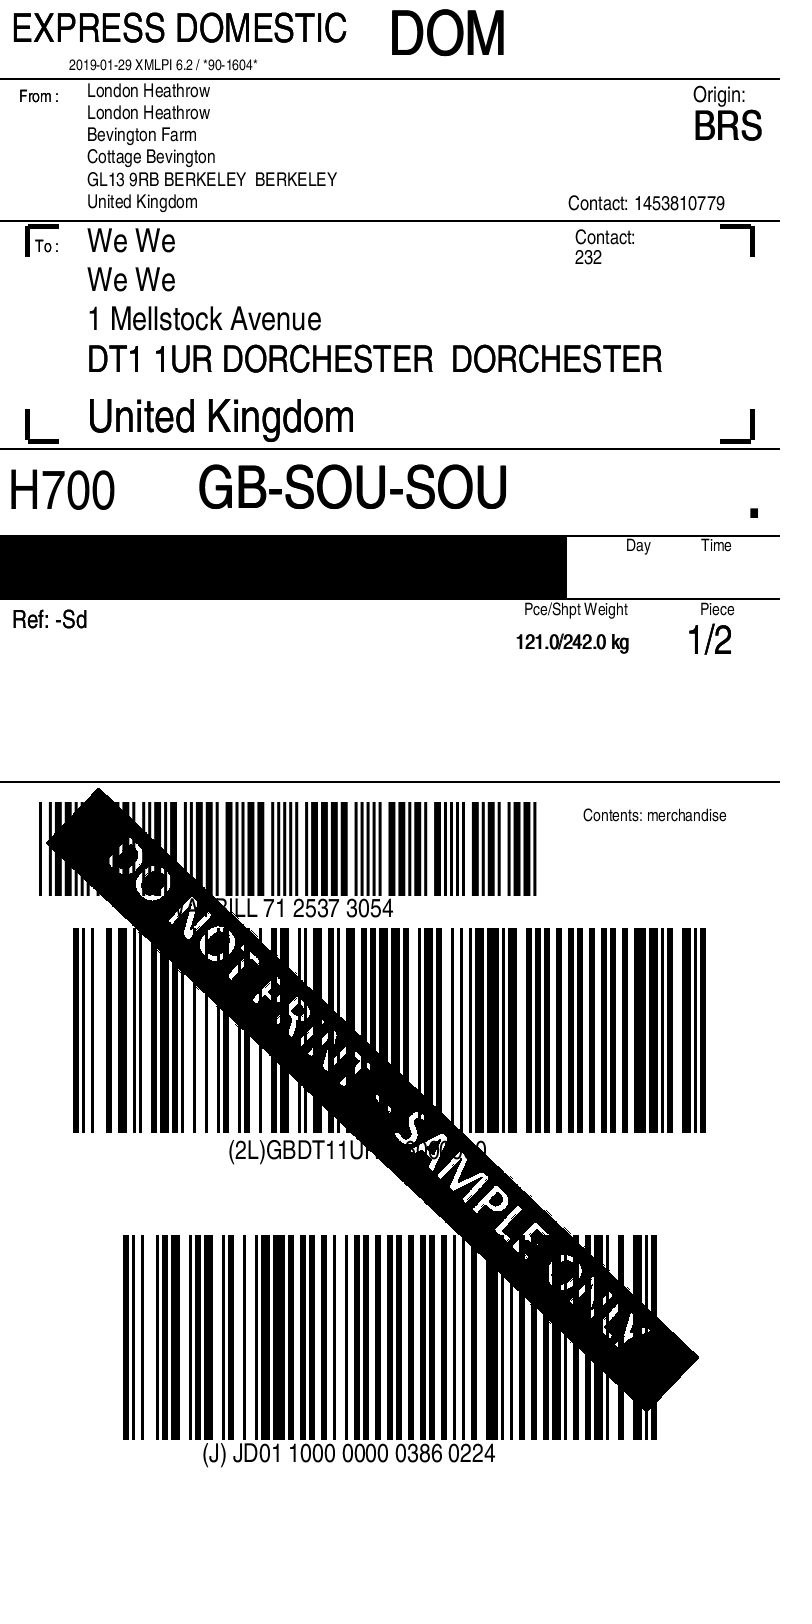 EXPRESS DOMESTIC DOM
2019-01-29 XMLPI 6.2 / *90-1604*
From :
London Heathrow
London Heathrow
Bevington Farm
Cottage Bevington
GL13 9RB BERKELEY BERKELEY
United Kingdom
Origin:
BRS
Contact: 1453810779
To :
We We
We We
1 Mellstock Avenue
DT1 1UR DORCHESTER DORCHESTER
United Kingdom
Contact:
232
H700 GB-SOU-SOU .
Day Time
Ref: -Sd
Pce/Shpt Weight Piece
121.0/242.0 kg 1/2
Contents: merchandise
71 2537 3054
(2L)GBDT11U
(J) JD01 1000 0000 0386 0224
DO NOT PRINT - SAMPLE ONLY